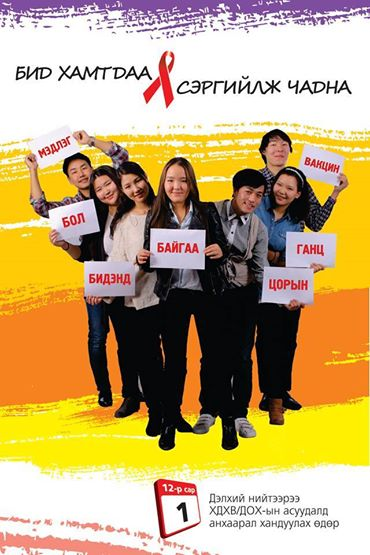 БИД ХАМТДАА СЭРГИЙЛЖ ЧАДНА
МЭДЛЭГ
БОЛ
БИДЭНД
БАЙГАА
ГАНЦ
ЦОРЫН
ВАКЦИН
12-р сар
1
Дэлхий нийтээрээ
ХДХВ/ДОХ-ын асуудалд
анхаарал хандуулах өдөр